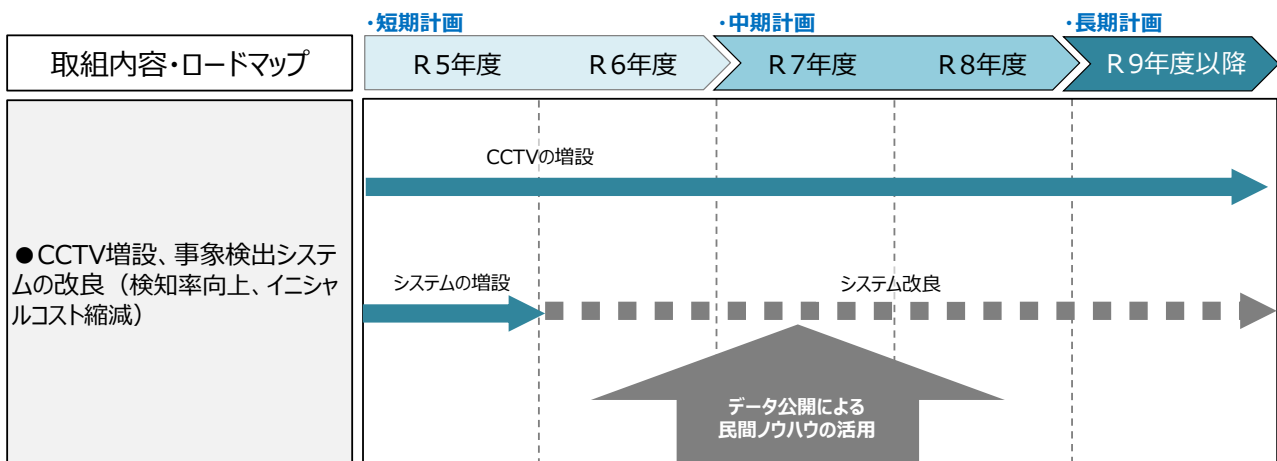 ・短期計画
・中期計画
・長期計画
取組内容・ロードマップ
R5年度
R6年度
R7年度
R8年度
R9年度以降
CCTVの増設
●CCTV増設、事象検出システ
ムの改良（検知率向上、イニシャ
ルコスト縮減）
システムの増設
システム改良
データ公開による
民間ノウハウの活用